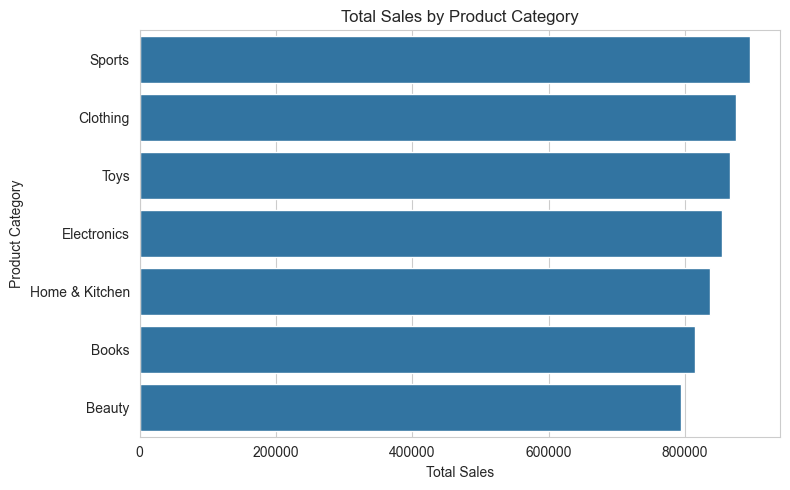 Total Sales by Product Category
Product Category
Sports
Clothing
Toys
Electronics
Home & Kitchen
Books
Beauty
0 200000 400000 600000 800000
Total Sales